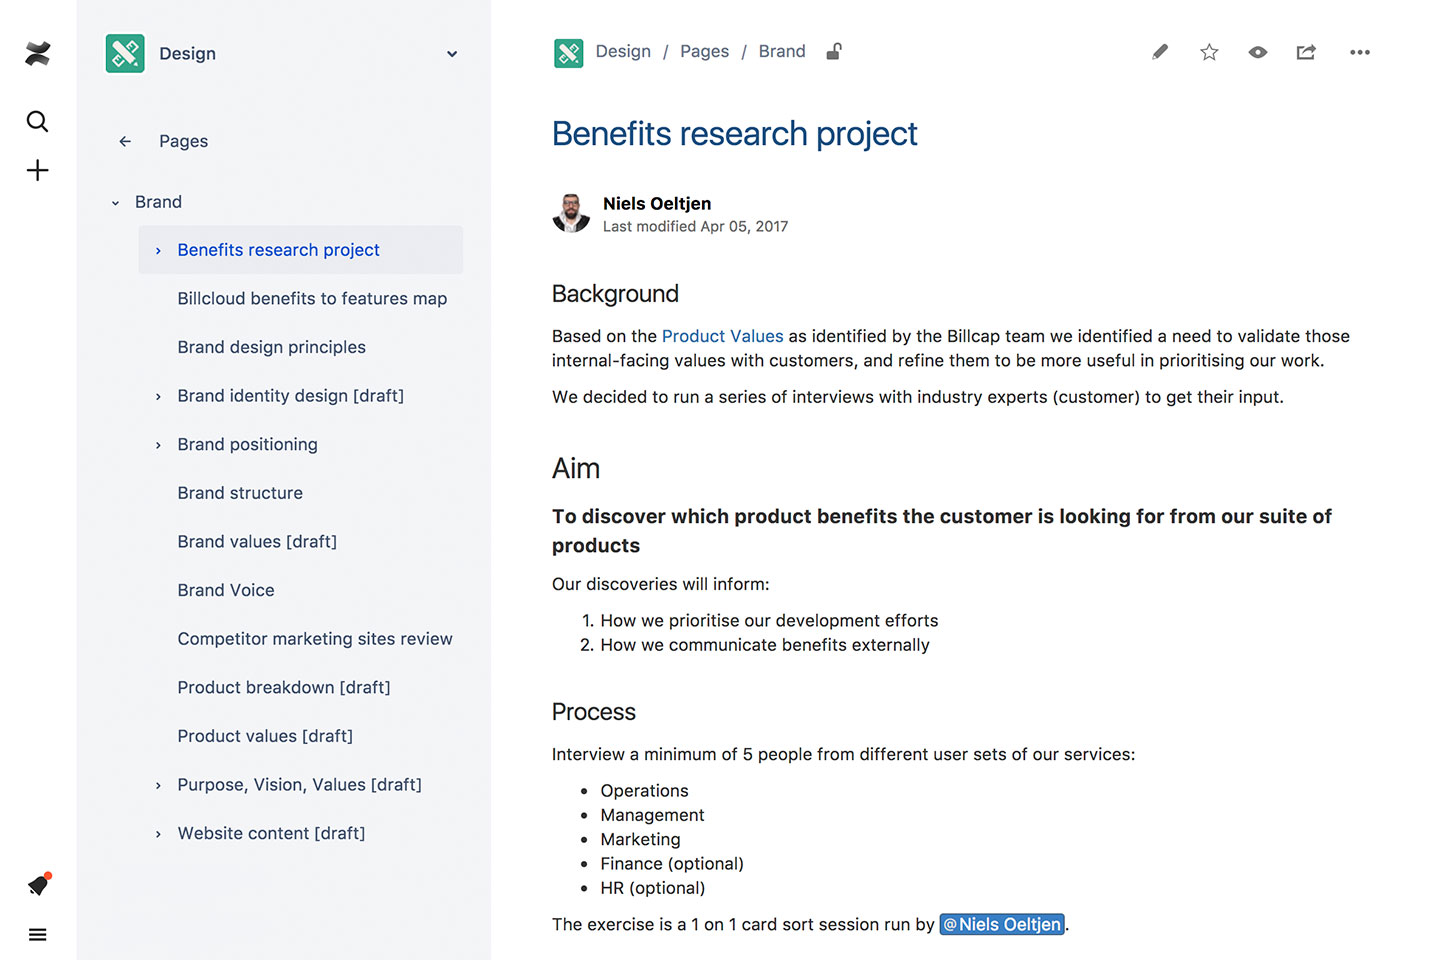 Design
Pages
Brand
Benefits research project
Billcloud benefits to features map
Brand design principles
Brand identity design [draft]
Brand positioning
Brand structure
Brand values [draft]
Brand Voice
Competitor marketing sites review
Product breakdown [draft]
Product values [draft]
Purpose, Vision, Values [draft]
Website content [draft]
Design / Pages / Brand
Benefits research project
Niels Oeltjen
Last modified Apr 05, 2017
Background
Based on the Product Values as identified by the Billcap team we identified a need to validate those
internal-facing values with customers, and refine them to be more useful in prioritising our work.
We decided to run a series of interviews with industry experts (customer) to get their input.
Aim
To discover which product benefits the customer is looking for from our suite of
products
Our discoveries will inform:
1. How we prioritise our development efforts
2. How we communicate benefits externally
Process
Interview a minimum of 5 people from different user sets of our services:
• Operations
• Management
• Marketing
• Finance (optional)
• HR (optional)
The exercise is a 1 on 1 card sort session run by @Niels Oeltjen.